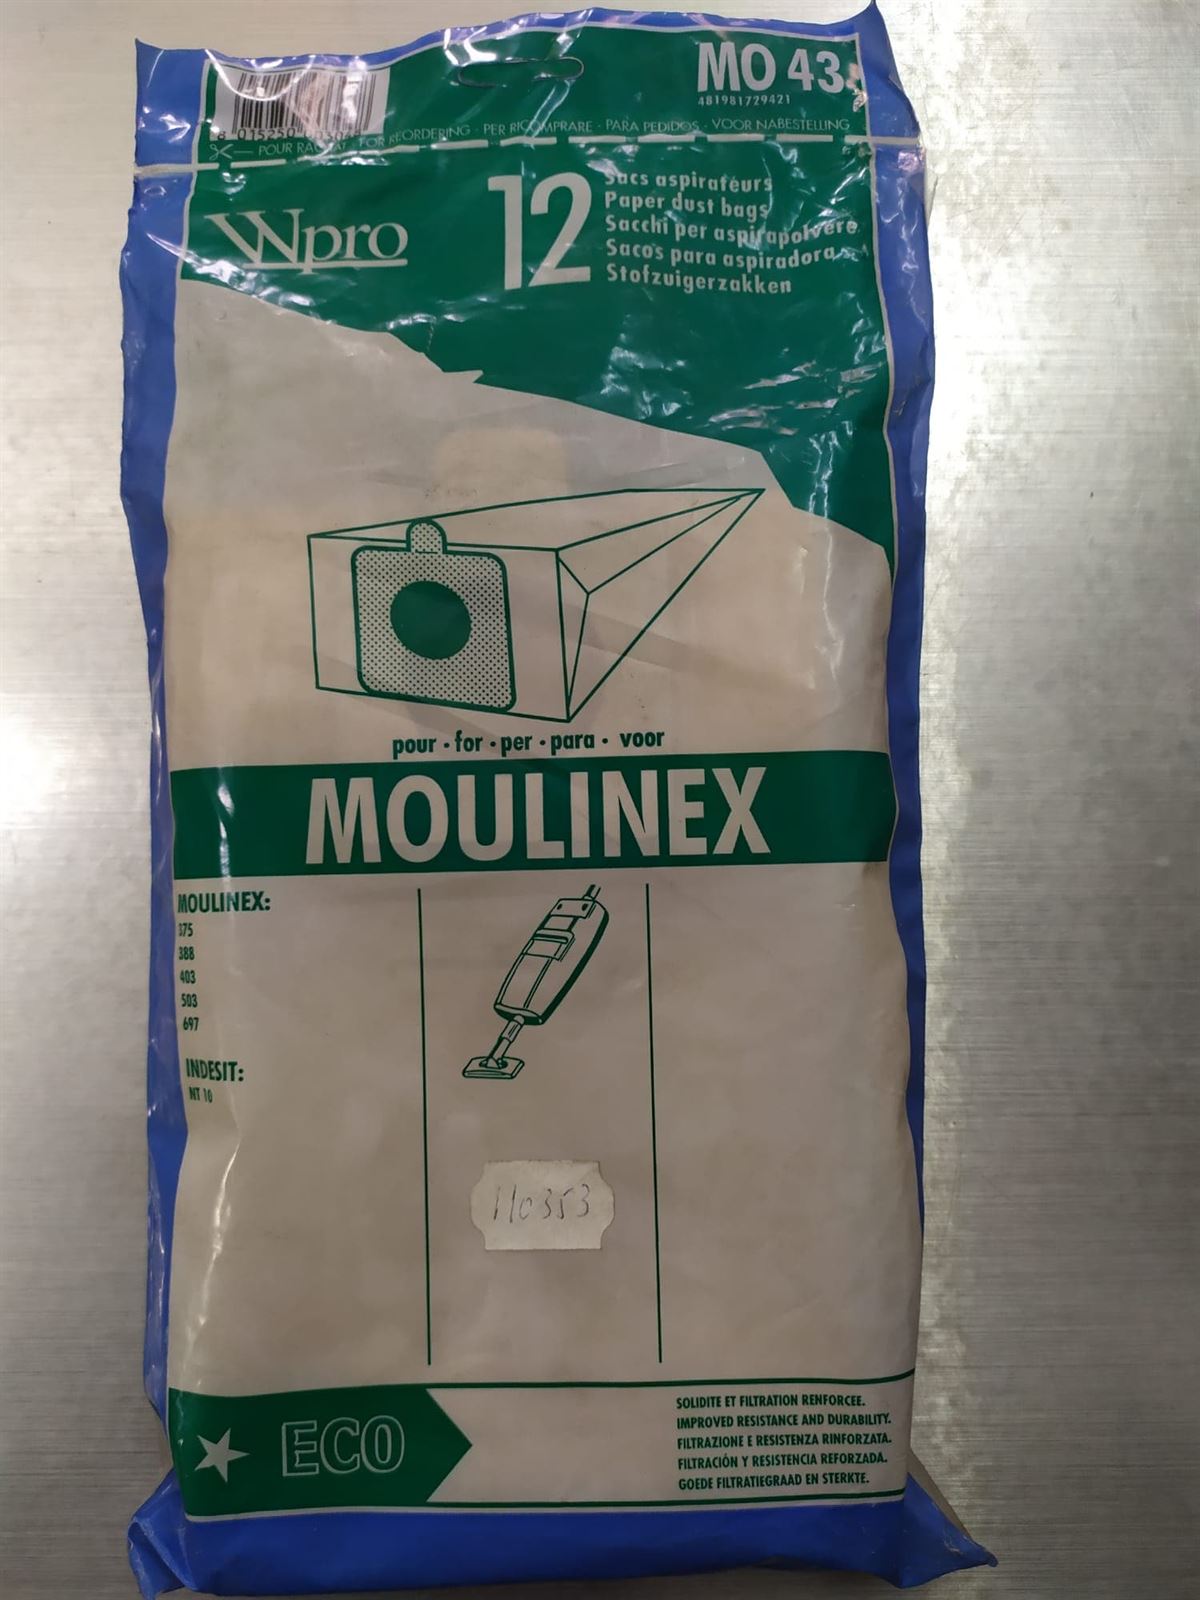 MO 43
481981729421
POUR RACHAT · FOR REORDERING · PER RICOMPRARE · PARA PEDIDOS · VOOR NABESTELLING
Wpro
12
Sacs aspirateurs
Paper dust bags
Sacchi per aspirapolvere
Sacos para aspiradoras
Stofzuigerzakken
pour · for · per · para · voor
MOULINEX
MOULINEX:
375
388
403
503
697
INDESIT:
NT 10
110353
ECO
SOLIDITE ET FILTRATION RENFORCEE.
IMPROVED RESISTANCE AND DURABILITY.
FILTRAZIONE E RESISTENZA RINFORZATA.
FILTRACIÓN Y RESISTENCIA REFORZADA.
GOEDE FILTRATIEGRAAD EN STERKTE.